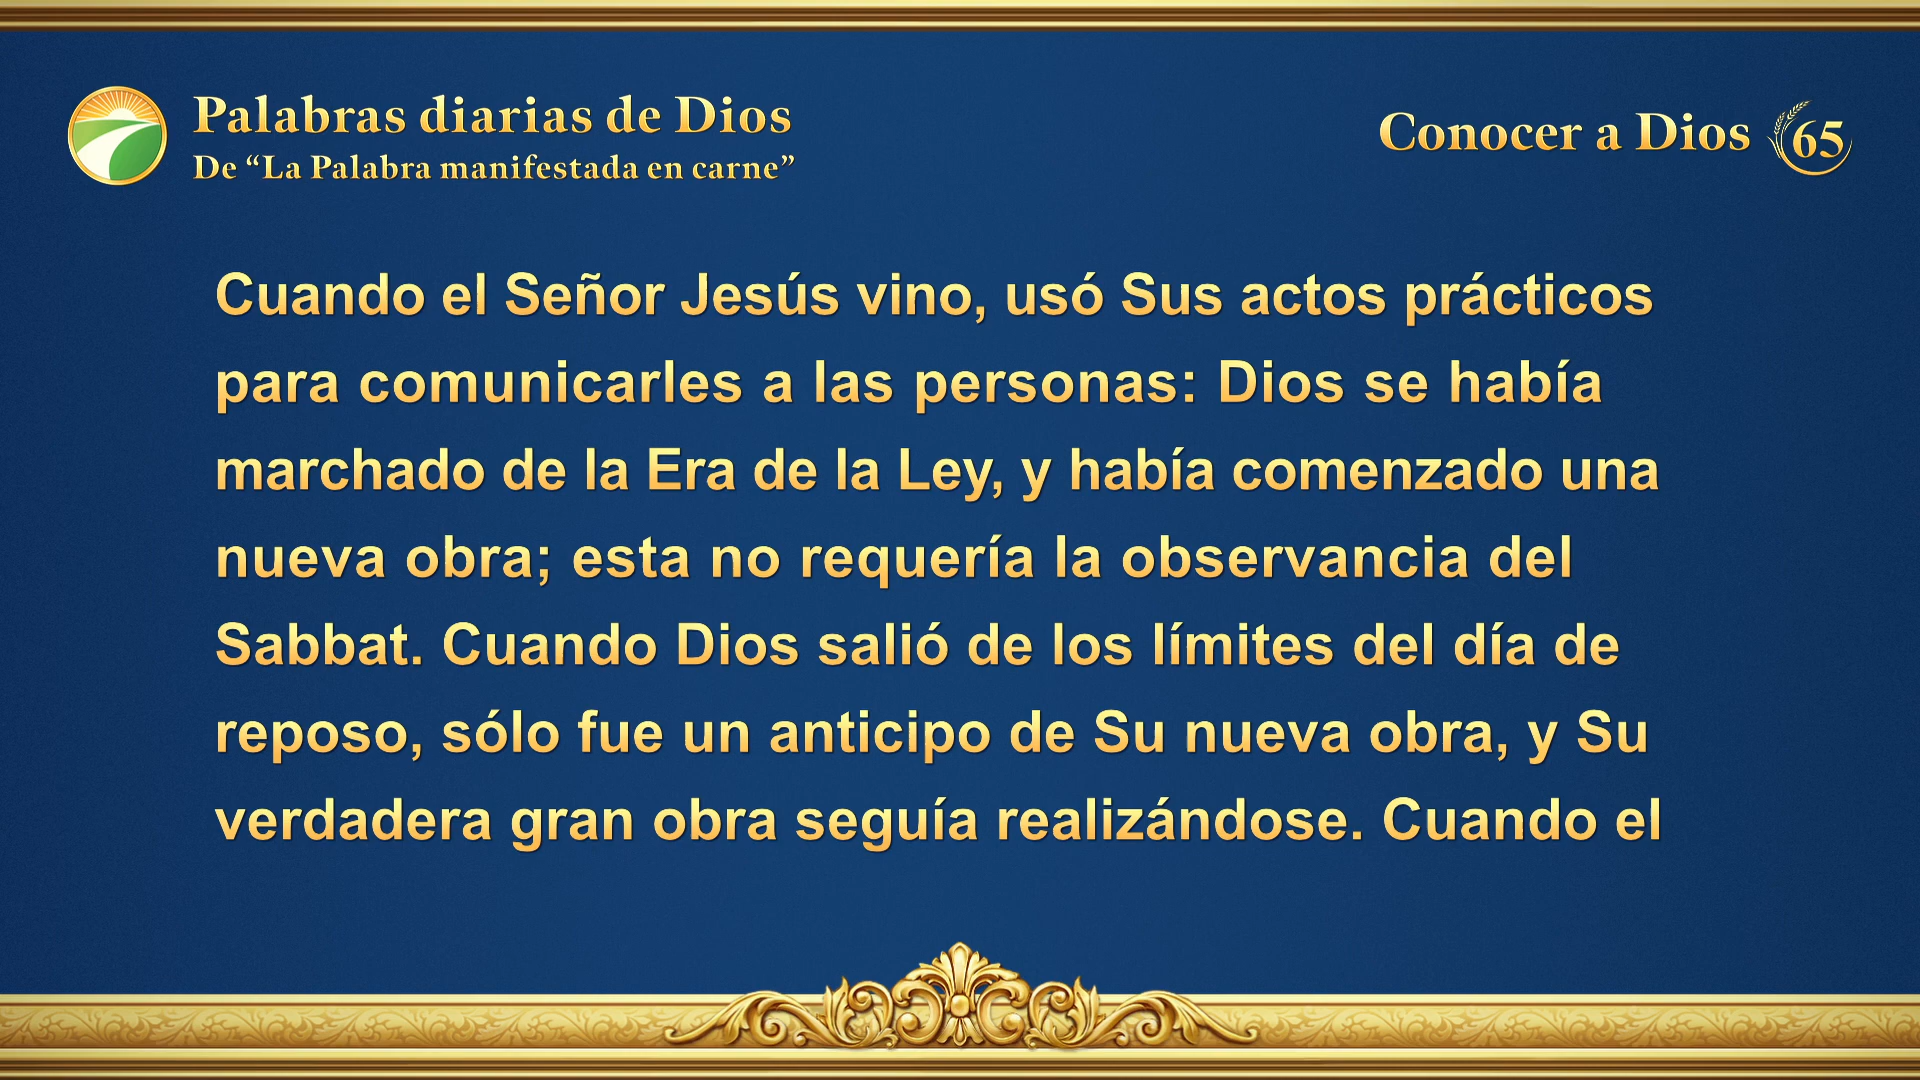 Palabras diarias de Dios
De “La Palabra manifestada en carne”
Conocer a Dios 65
Cuando el Señor Jesús vino, usó Sus actos prácticos
para comunicarles a las personas: Dios se había
marchado de la Era de la Ley, y había comenzado una
nueva obra; esta no requería la observancia del
Sabbat. Cuando Dios salió de los límites del día de
reposo, sólo fue un anticipo de Su nueva obra, y Su
verdadera gran obra seguía realizándose. Cuando el